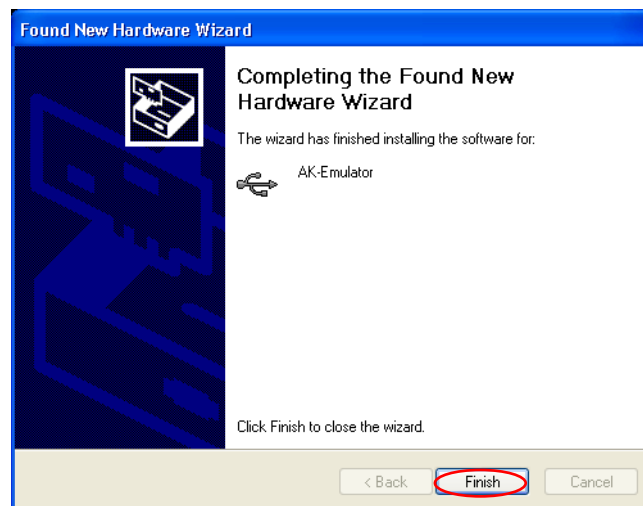 Found New Hardware Wizard
Completing the Found New
Hardware Wizard
The wizard has finished installing the software for:
AK-Emulator
Click Finish to close the wizard.
< Back
Finish
Cancel